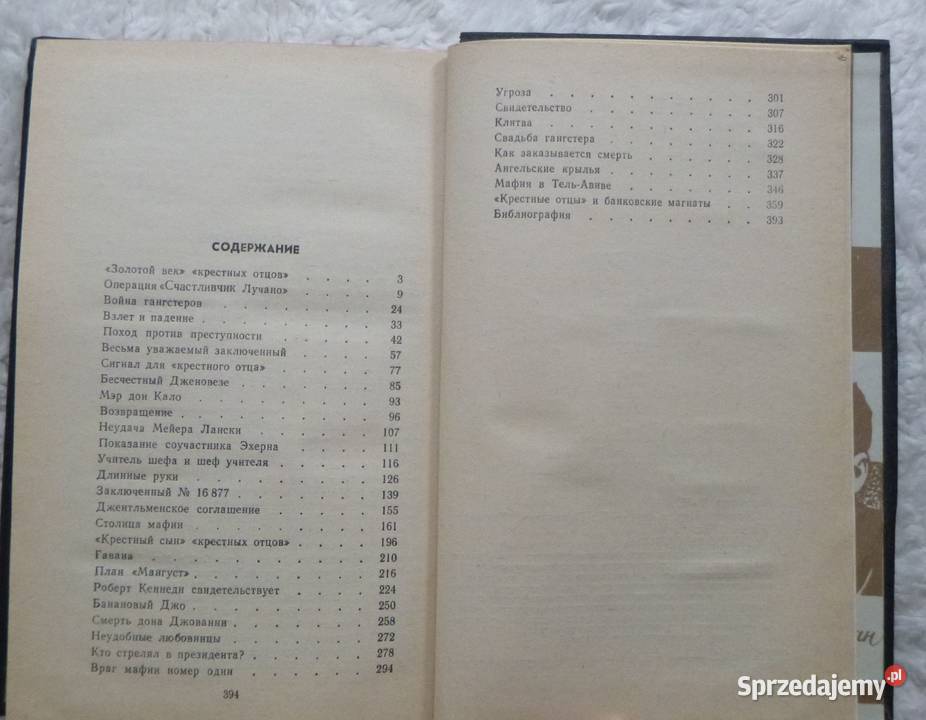 СОДЕРЖАНИЕ
«Золотой век» «крестных отцов» . . . . 3
Операция «Счастливчик Лучано» . . . . 9
Война гангстеров . . . . . . . 24
Взлет и падение . . . . . . . 33
Поход против преступности . . . . . 42
Весьма уважаемый заключенный . . . . 57
Сигнал для «крестного отца» . . . . . 77
Бесчестный Дженовезе . . . . . . 85
Мэр дон Кало . . . . . . . . 93
Возвращение . . . . . . . . 96
Неудача Мейера Лански . . . . . 107
Показание соучастника Эхерна . . . . 111
Учитель шефа и шеф учителя . . . . 116
Длинные руки . . . . . . . 126
Заключенный № 16 877 . . . . . . 139
Джентльменское соглашение . . . . . 155
Столица мафии . . . . . . . 161
«Крестный сын» «крестных отцов» . . . . 196
Гавана . . . . . . . . . 210
План «Мангуст» . . . . . . . 216
Роберт Кеннеди свидетельствует . . . . 224
Банановый Джо . . . . . . . 250
Смерть дона Джованни . . . . . . 258
Неудобные любовницы . . . . . . 272
Кто стрелял в президента? . . . . . 278
Враг мафии номер один . . . . . 294
394
Угроза . . . . . . . . . 301
Свидетельство . . . . . . . 307
Клятва . . . . . . . . . 316
Свадьба гангстера . . . . . . 322
Как заказывается смерть . . . . . 328
Ангельские крылья . . . . . . 337
Мафия в Тель-Авиве . . . . . . 346
«Крестные отцы» и банковские магнаты . . 359
Библиография . . . . . . . 393
Sprzedajemy.pl